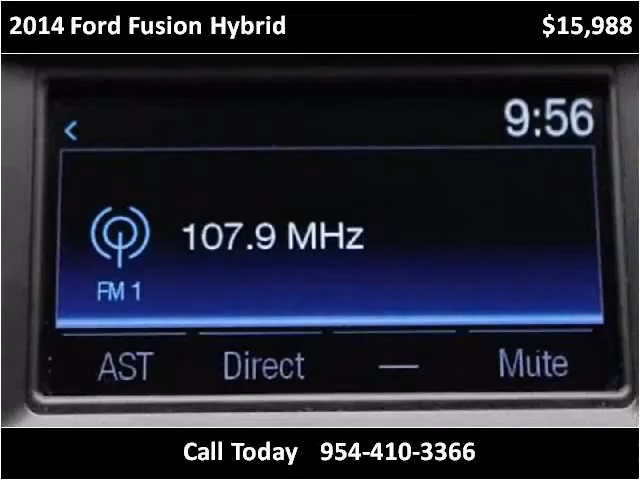 2014 Ford Fusion Hybrid $15,988
9:56
107.9 MHz
FM 1
AST Direct — Mute
Call Today 954-410-3366